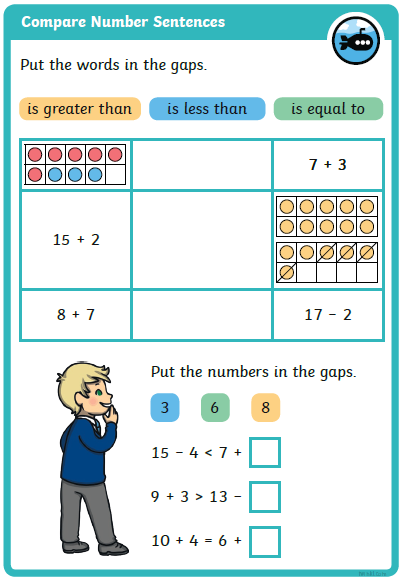 Compare Number Sentences
Put the words in the gaps.
is greater than is less than is equal to
7 + 3
15 + 2
8 + 7 17 − 2
Put the numbers in the gaps.
3 6 8
15 − 4 < 7 +
9 + 3 > 13 −
10 + 4 = 6 +